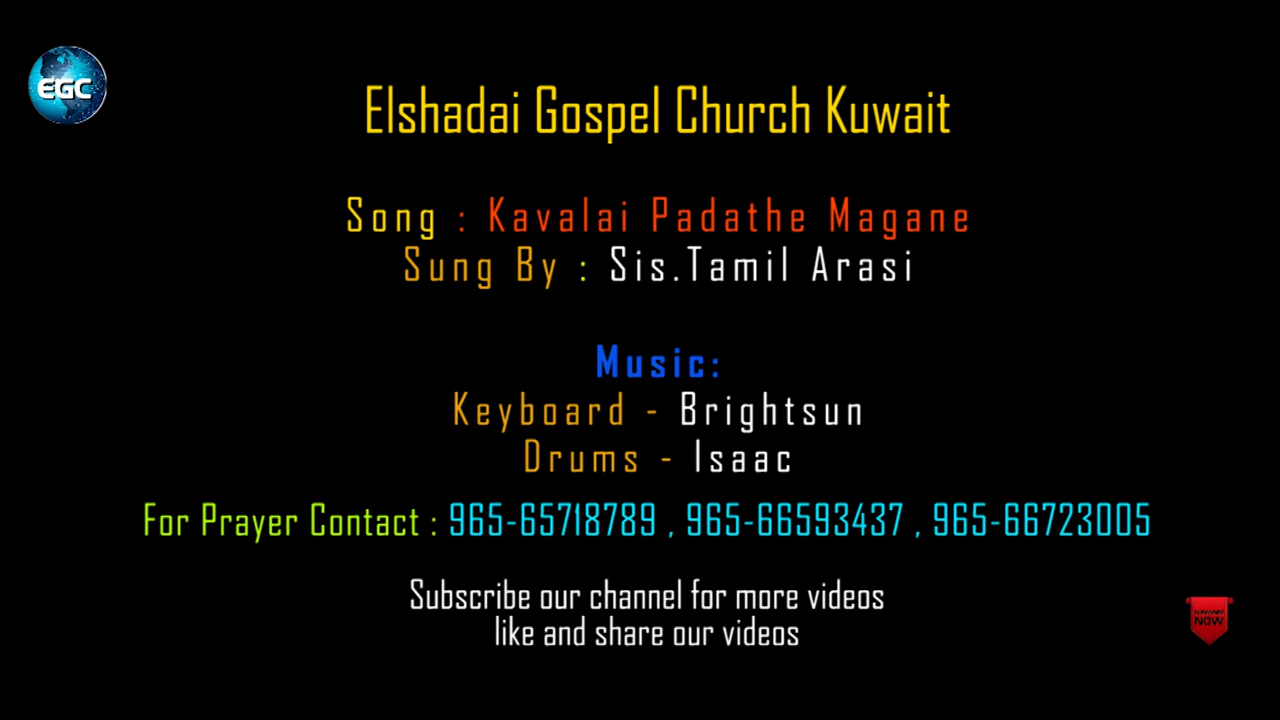 EGC
Elshadai Gospel Church Kuwait
Song : Kavalai Padathe Magane
Sung By : Sis.Tamil Arasi
Music:
Keyboard - Brightsun
Drums - Isaac
For Prayer Contact : 965-65718789 , 965-66593437 , 965-66723005
Subscribe our channel for more videos
like and share our videos
SUBSCRIBE
NOW